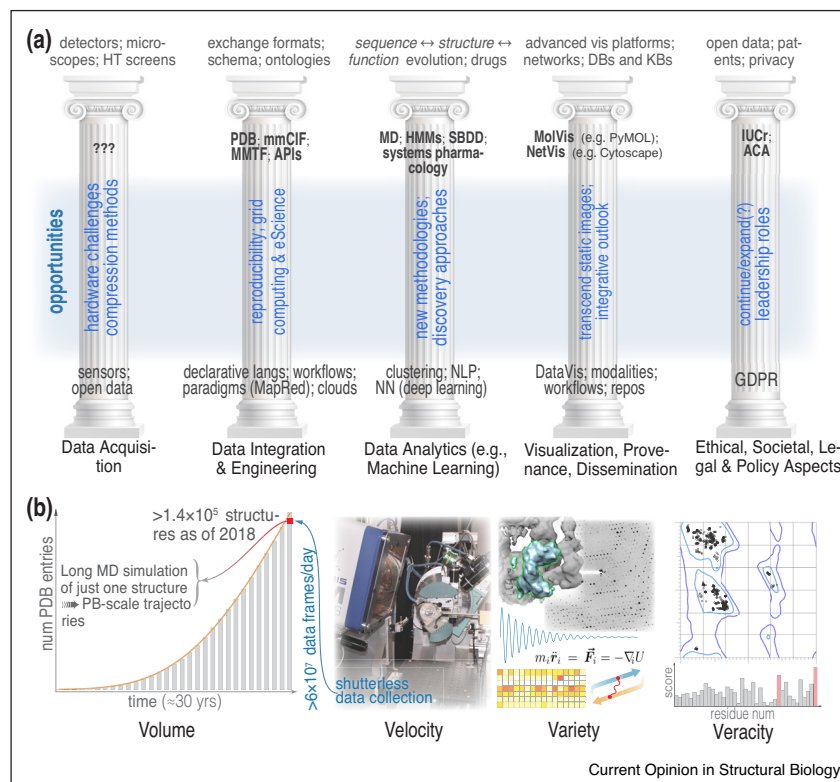 (a)
detectors; micro-
scopes; HT screens
exchange formats;
schema; ontologies
sequence ↔ structure ↔
function evolution; drugs
advanced vis platforms;
networks; DBs and KBs
open data; pat-
ents; privacy
???
PDB; mmCIF;
MMTF; APIs
MD; HMMs; SBDD;
systems pharma-
cology
MolVis (e.g. PyMOL);
NetVis (e.g. Cytoscape)
IUCr;
ACA
opportunities
hardware challenges
compression methods
reproducibility; grid
computing & eScience
new methodologies;
discovery approaches
transcend static images;
integrative outlook
continue/expand(?)
leadership roles
sensors;
open data
declarative langs; workflows;
paradigms (MapRed); clouds
clustering; NLP;
NN (deep learning)
DataVis; modalities;
workflows; repos
GDPR
Data Acquisi-
tion
Data Integration
& Engineering
Data Analytics (e.g.,
Machine Learning)
Visualization, Prove-
nance, Dissemination
Ethical, Societal, Le-
gal & Policy Aspects
(b)
num PDB entries
>1.4×10⁵ structu-
res as of 2018
Long MD simulation
of just one structure
PB-scale trajecto
ries
time (≈30 yrs)
Volume
>6×10⁷ data frames/day
shutterless
data collection
Velocity
mᵢr̈ᵢ = F⃗ᵢ = −∇ᵢU
Variety
score
residue num
Veracity
Current Opinion in Structural Biology